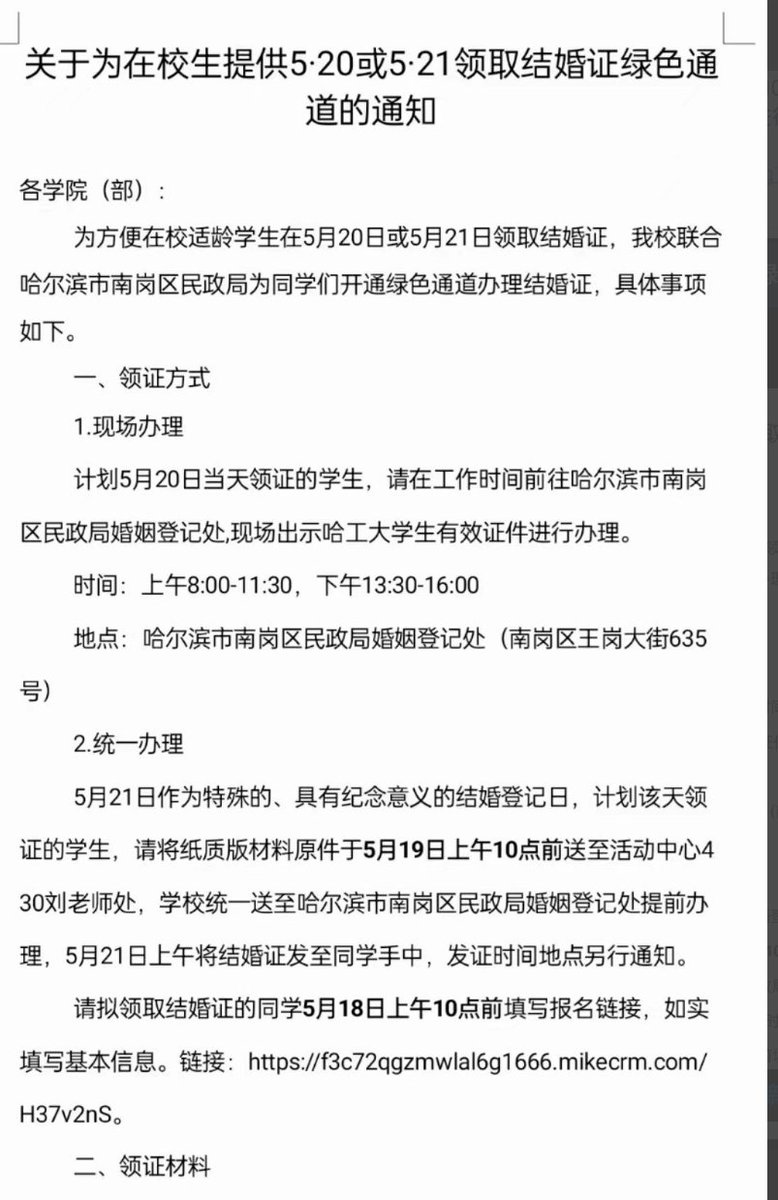 关于为在校生提供5·20或5·21领取结婚证绿色通
道的通知
各学院（部）：
为方便在校适龄学生在5月20日或5月21日领取结婚证，我校联合
哈尔滨市南岗区民政局为同学们开通绿色通道办理结婚证，具体事项
如下。
一、领证方式
1.现场办理
计划5月20日当天领证的学生，请在工作时间前往哈尔滨市南岗
区民政局婚姻登记处,现场出示哈工大学生有效证件进行办理。
时间：上午8:00-11:30，下午13:30-16:00
地点：哈尔滨市南岗区民政局婚姻登记处（南岗区王岗大街635
号）
2.统一办理
5月21日作为特殊的、具有纪念意义的结婚登记日，计划该天领
证的学生，请将纸质版材料原件于5月19日上午10点前送至活动中心4
30刘老师处，学校统一送至哈尔滨市南岗区民政局婚姻登记处提前办
理，5月21日上午将结婚证发至同学手中，发证时间地点另行通知。
请拟领取结婚证的同学5月18日上午10点前填写报名链接，如实
填写基本信息。链接：https://f3c72qgzmwlal6g1666.mikecrm.com/
H37v2nS。
二、领证材料